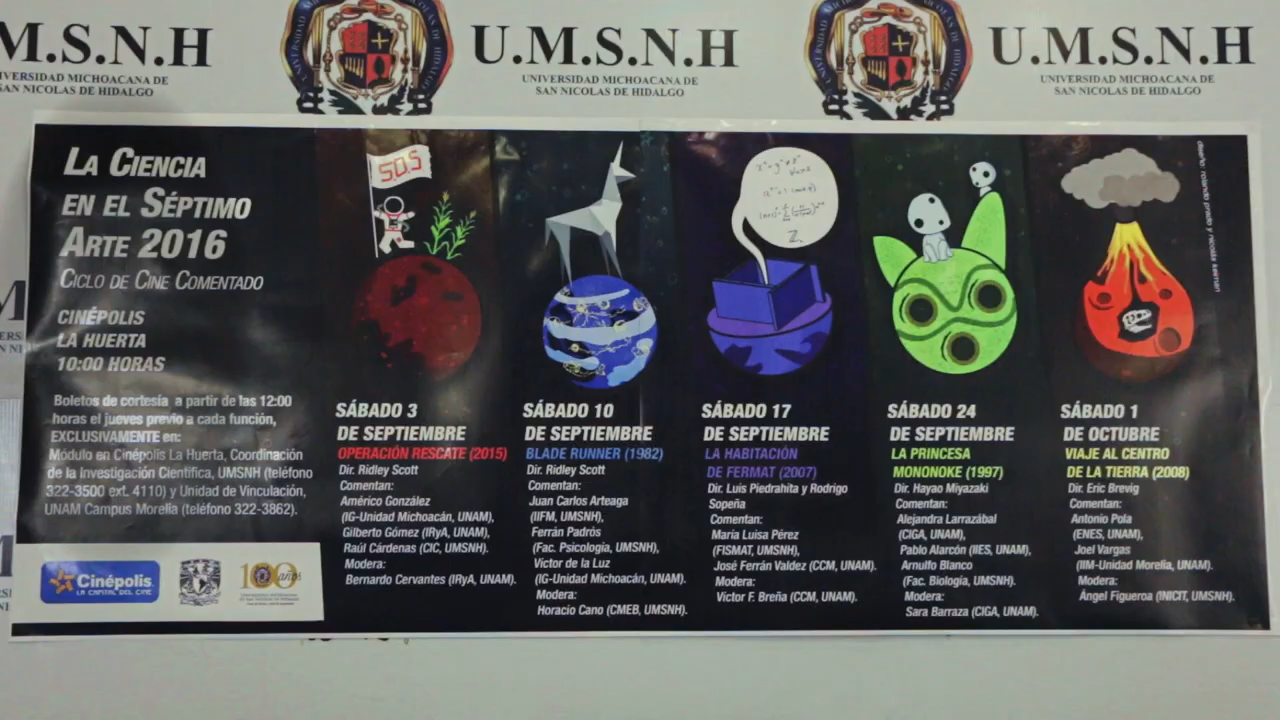 M.S.N.H
UNIVERSIDAD MICHOACANA DE
SAN NICOLAS DE HIDALGO
U.M.S.N.H
UNIVERSIDAD MICHOACANA DE
SAN NICOLAS DE HIDALGO
U.M.S.N.H
UNIVERSIDAD MICHOACANA DE
SAN NICOLAS DE HIDALGO
LA CIENCIA
EN EL SÉPTIMO
ARTE 2016
CICLO DE CINE COMENTADO
CINÉPOLIS
LA HUERTA
10:00 HORAS
Boletos de cortesía a partir de las 12:00
horas el jueves previo a cada función,
EXCLUSIVAMENTE en:
Módulo en Cinépolis La Huerta, Coordinación
de la Investigación Científica, UMSNH (teléfono
322-3500 ext. 4110) y Unidad de Vinculación,
UNAM Campus Morelia (teléfono 322-3862).
Cinépolis
LA CAPITAL DEL CINE
100 años
S.O.S
SÁBADO 3
DE SEPTIEMBRE
OPERACIÓN RESCATE (2015)
Dir. Ridley Scott
Comentan:
Américo González
(IG-Unidad Michoacán, UNAM),
Gilberto Gómez (IRyA, UNAM),
Raúl Cárdenas (CIC, UMSNH).
Modera:
Bernardo Cervantes (IRyA, UNAM).
SÁBADO 10
DE SEPTIEMBRE
BLADE RUNNER (1982)
Dir. Ridley Scott
Comentan:
Juan Carlos Arteaga
(IIFM, UMSNH),
Ferrán Padrós
(Fac. Psicología, UMSNH),
Víctor de la Luz
(IG-Unidad Michoacán, UNAM).
Modera:
Horacio Cano (CMEB, UMSNH).
SÁBADO 17
DE SEPTIEMBRE
LA HABITACIÓN
DE FERMAT (2007)
Dir. Luis Piedrahita y Rodrigo
Sopeña
Comentan:
María Luisa Pérez
(FISMAT, UMSNH),
José Ferrán Valdez (CCM, UNAM).
Modera:
Víctor F. Breña (CCM, UNAM).
SÁBADO 24
DE SEPTIEMBRE
LA PRINCESA
MONONOKE (1997)
Dir. Hayao Miyazaki
Comentan:
Alejandra Larrazábal
(CIGA, UNAM),
Pablo Alarcón (IIES, UNAM),
Arnulfo Blanco
(Fac. Biología, UMSNH).
Modera:
Sara Barraza (CIGA, UNAM).
SÁBADO 1
DE OCTUBRE
VIAJE AL CENTRO
DE LA TIERRA (2008)
Dir. Eric Brevig
Comentan:
Antonio Pola
(ENES, UNAM),
Joel Vargas
(IIM-Unidad Morelia, UNAM).
Modera:
Ángel Figueroa (INICIT, UMSNH).